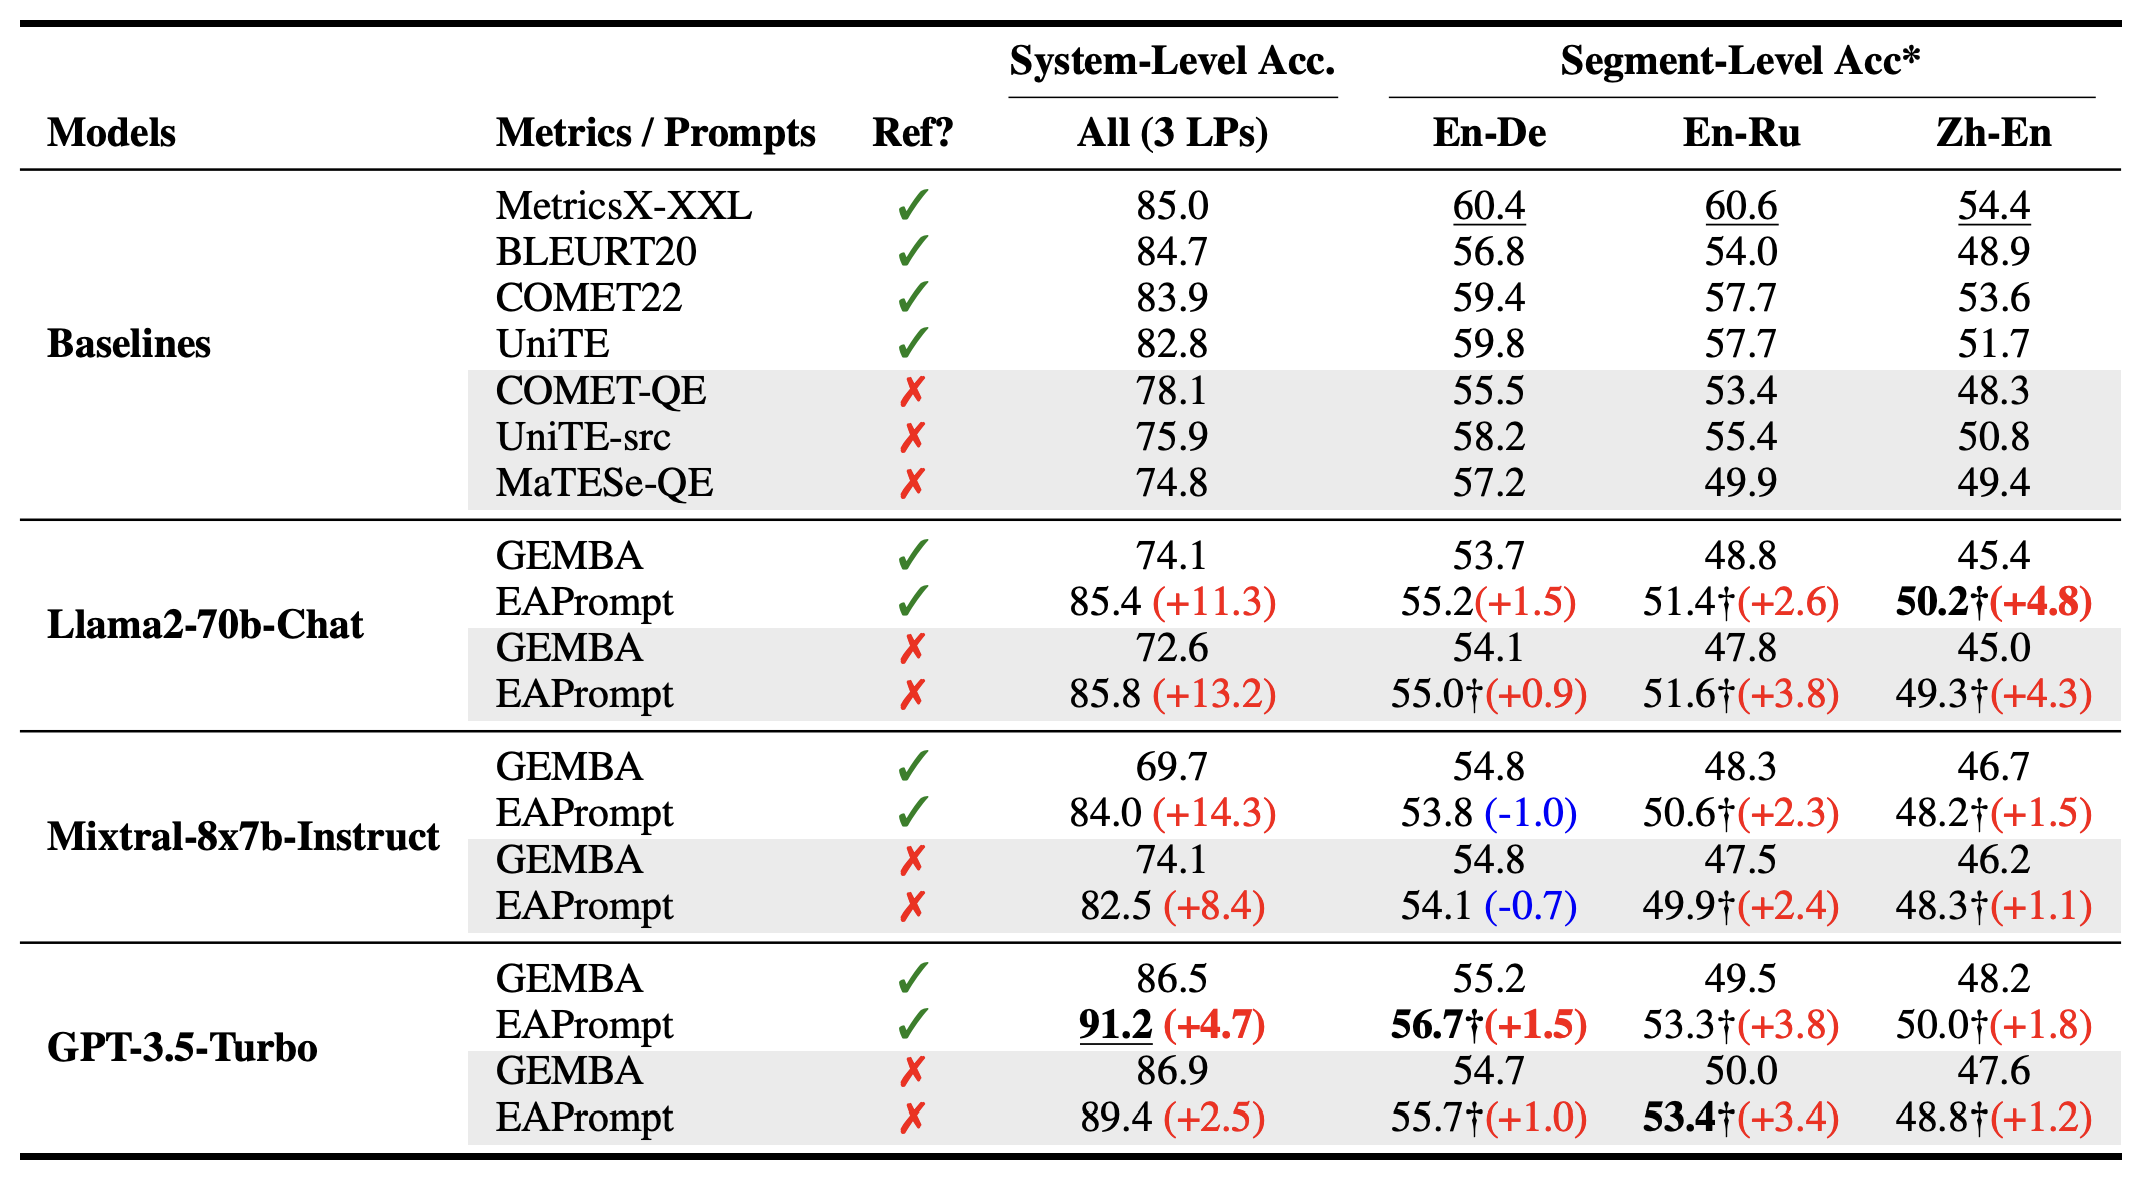 System-Level Acc. Segment-Level Acc*
Models Metrics / Prompts Ref? All (3 LPs) En-De En-Ru Zh-En
MetricsX-XXL ✓ 85.0 60.4 60.6 54.4
BLEURT20 ✓ 84.7 56.8 54.0 48.9
COMET22 ✓ 83.9 59.4 57.7 53.6
Baselines UniTE ✓ 82.8 59.8 57.7 51.7
COMET-QE ✗ 78.1 55.5 53.4 48.3
UniTE-src ✗ 75.9 58.2 55.4 50.8
MaTESe-QE ✗ 74.8 57.2 49.9 49.4
Llama2-70b-Chat
GEMBA ✓ 74.1 53.7 48.8 45.4
EAPrompt ✓ 85.4 (+11.3) 55.2(+1.5) 51.4†(+2.6) 50.2†(+4.8)
GEMBA ✗ 72.6 54.1 47.8 45.0
EAPrompt ✗ 85.8 (+13.2) 55.0†(+0.9) 51.6†(+3.8) 49.3†(+4.3)
Mixtral-8x7b-Instruct
GEMBA ✓ 69.7 54.8 48.3 46.7
EAPrompt ✓ 84.0 (+14.3) 53.8 (-1.0) 50.6†(+2.3) 48.2†(+1.5)
GEMBA ✗ 74.1 54.8 47.5 46.2
EAPrompt ✗ 82.5 (+8.4) 54.1 (-0.7) 49.9†(+2.4) 48.3†(+1.1)
GPT-3.5-Turbo
GEMBA ✓ 86.5 55.2 49.5 48.2
EAPrompt ✓ 91.2 (+4.7) 56.7†(+1.5) 53.3†(+3.8) 50.0†(+1.8)
GEMBA ✗ 86.9 54.7 50.0 47.6
EAPrompt ✗ 89.4 (+2.5) 55.7†(+1.0) 53.4†(+3.4) 48.8†(+1.2)